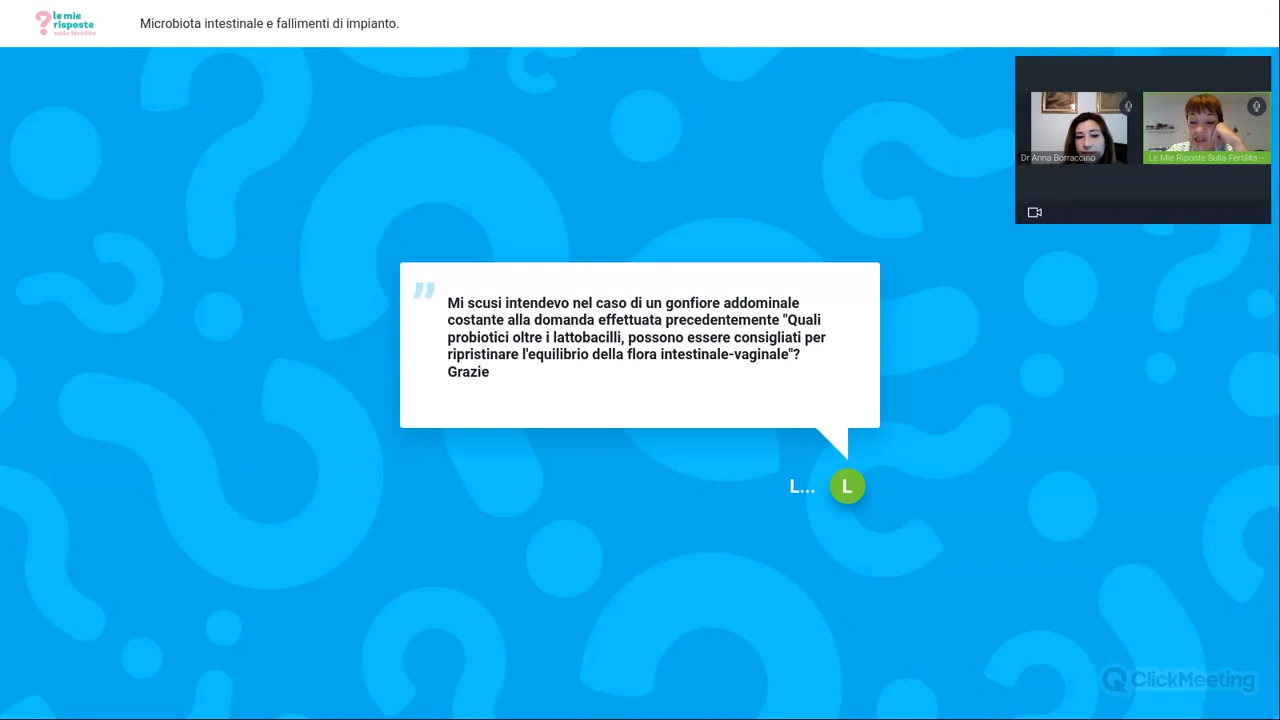 le mie
risposte
sulla fertilità
Microbiota intestinale e fallimenti di impianto.
Dr Anna Borraccino
Le Mie Riposte Sulla Fertilita –
Mi scusi intendevo nel caso di un gonfiore addominale
costante alla domanda effettuata precedentemente "Quali
probiotici oltre i lattobacilli, possono essere consigliati per
ripristinare l'equilibrio della flora intestinale-vaginale"?
Grazie
L... L
ClickMeeting